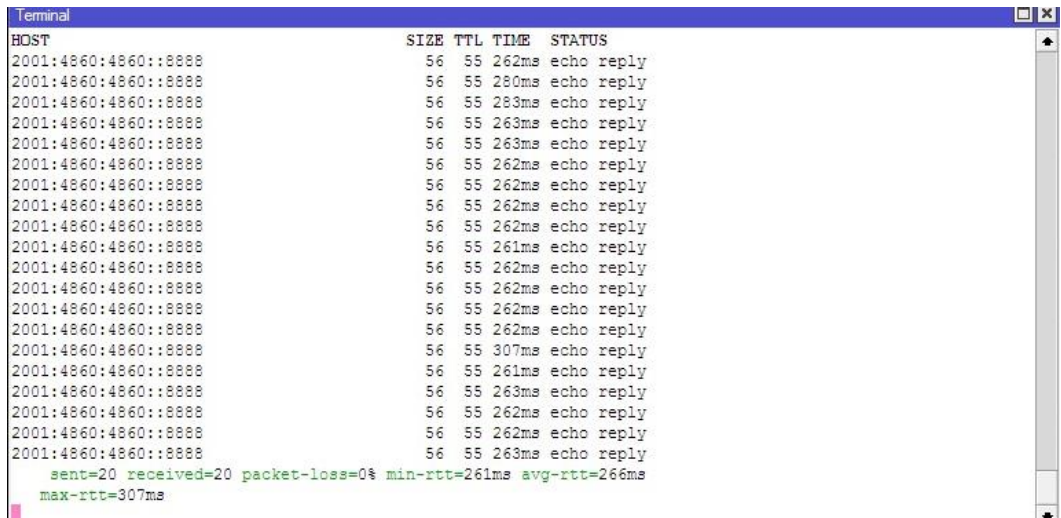 Terminal
HOST SIZE TTL TIME STATUS
2001:4860:4860::8888 56 55 262ms echo reply
2001:4860:4860::8888 56 55 280ms echo reply
2001:4860:4860::8888 56 55 283ms echo reply
2001:4860:4860::8888 56 55 263ms echo reply
2001:4860:4860::8888 56 55 263ms echo reply
2001:4860:4860::8888 56 55 262ms echo reply
2001:4860:4860::8888 56 55 262ms echo reply
2001:4860:4860::8888 56 55 262ms echo reply
2001:4860:4860::8888 56 55 262ms echo reply
2001:4860:4860::8888 56 55 261ms echo reply
2001:4860:4860::8888 56 55 262ms echo reply
2001:4860:4860::8888 56 55 262ms echo reply
2001:4860:4860::8888 56 55 262ms echo reply
2001:4860:4860::8888 56 55 262ms echo reply
2001:4860:4860::8888 56 55 307ms echo reply
2001:4860:4860::8888 56 55 261ms echo reply
2001:4860:4860::8888 56 55 263ms echo reply
2001:4860:4860::8888 56 55 262ms echo reply
2001:4860:4860::8888 56 55 262ms echo reply
2001:4860:4860::8888 56 55 263ms echo reply
sent=20 received=20 packet-loss=0% min-rtt=261ms avg-rtt=266ms
max-rtt=307ms